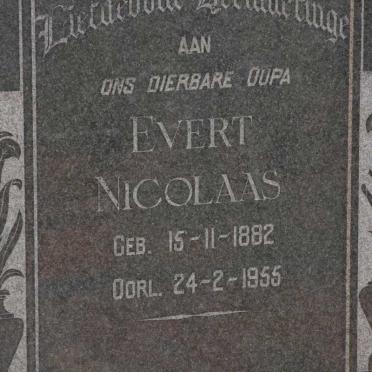 Liefdevolle Herinneringe
AAN
ONS DIERBARE OUPA
EVERT
NICOLAAS
GEB. 15-11-1882
OORL. 24-2-1955